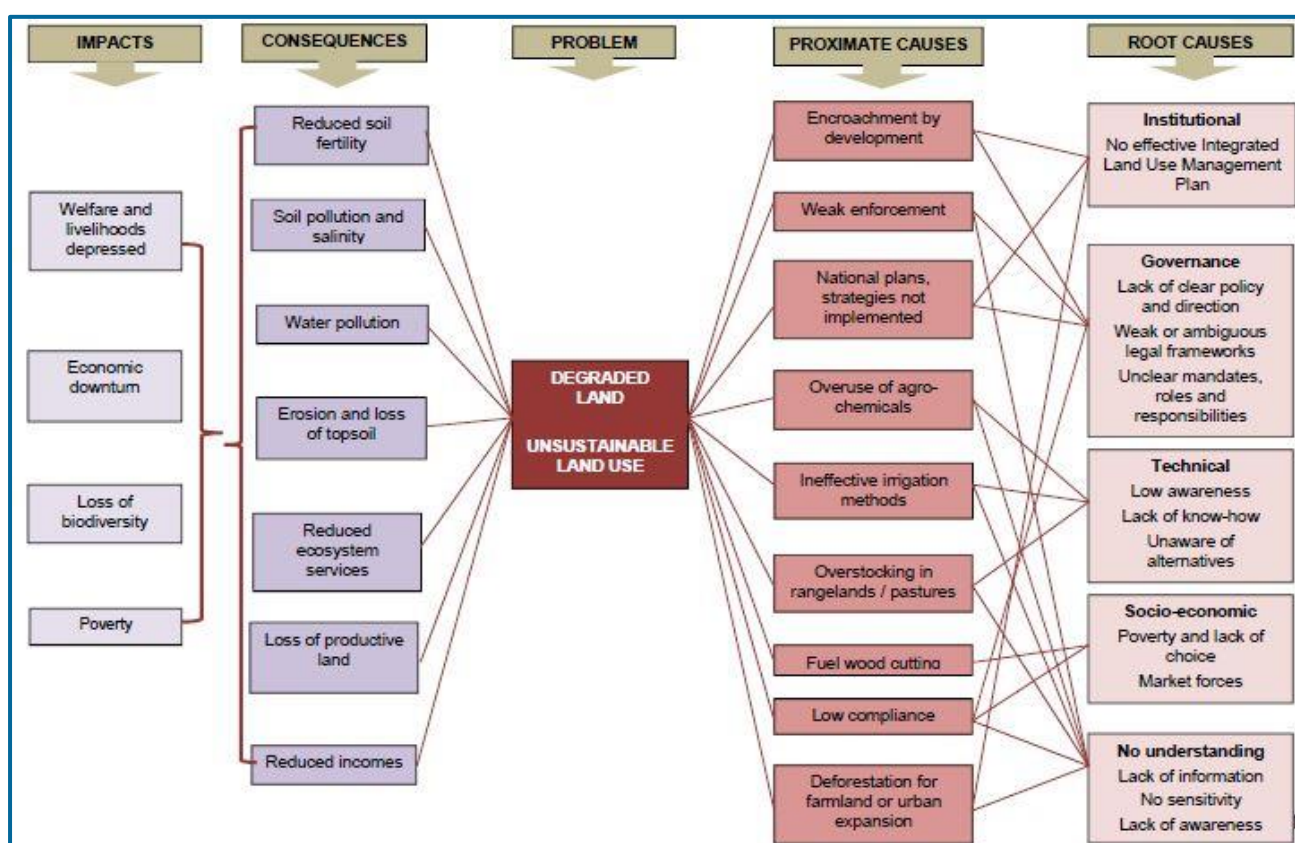 IMPACTS
CONSEQUENCES
PROBLEM
PROXIMATE CAUSES
ROOT CAUSES
Welfare and
livelihoods
depressed
Economic
downturn
Loss of
biodiversity
Poverty
Reduced soil
fertility
Soil pollution and
salinity
Water pollution
Erosion and loss
of topsoil
Reduced
ecosystem
services
Loss of productive
land
Reduced incomes
DEGRADED
LAND
UNSUSTAINABLE
LAND USE
Encroachment by
development
Weak enforcement
National plans,
strategies not
implemented
Overuse of agro-
chemicals
Ineffective irrigation
methods
Overstocking in
rangelands / pastures
Fuel wood cutting
Low compliance
Deforestation for
farmland or urban
expansion
Institutional
No effective Integrated
Land Use Management
Plan
Governance
Lack of clear policy
and direction
Weak or ambiguous
legal frameworks
Unclear mandates,
roles and
responsibilities
Technical
Low awareness
Lack of know-how
Unaware of
alternatives
Socio-economic
Poverty and lack of
choice
Market forces
No understanding
Lack of information
No sensitivity
Lack of awareness